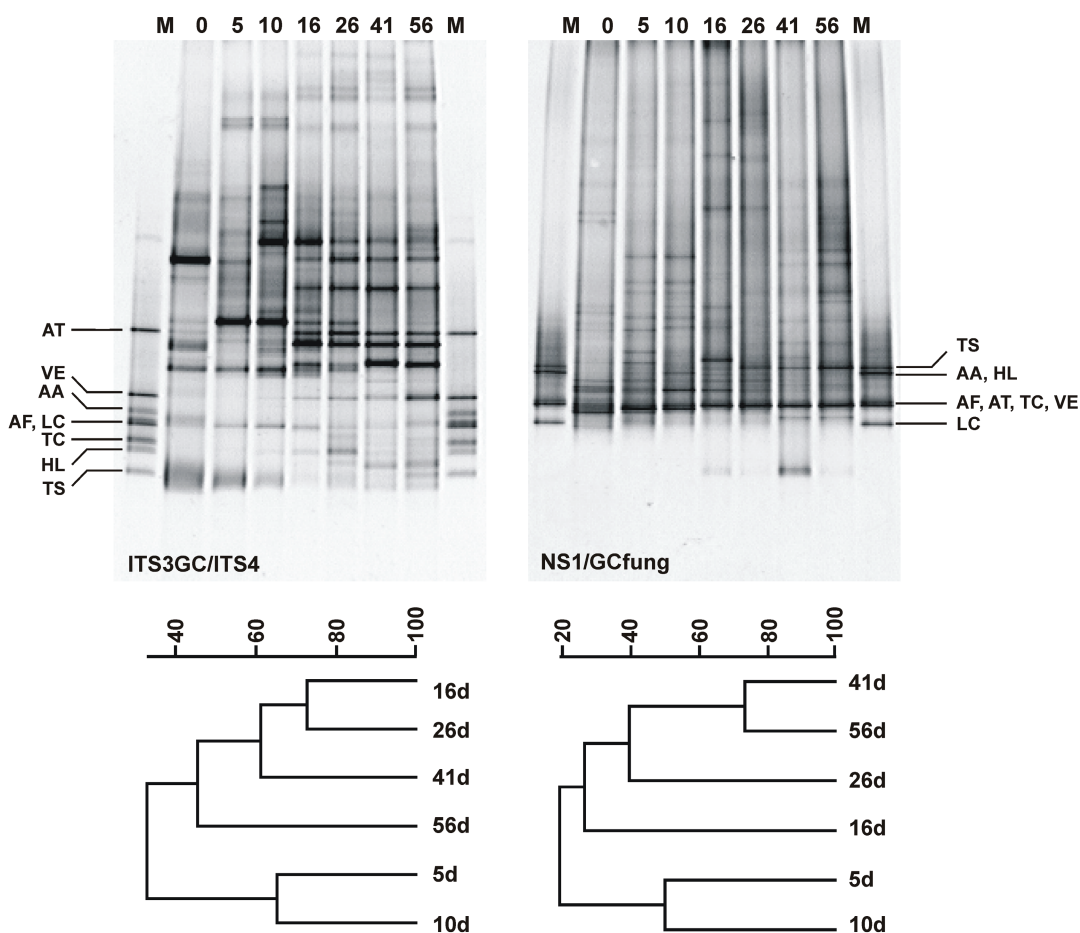 M 0 5 10 16 26 41 56 M
AT
VE
AA
AF, LC
TC
HL
TS
ITS3GC/ITS4
M 0 5 10 16 26 41 56 M
TS
AA, HL
AF, AT, TC, VE
LC
NS1/GCfung
40 60 80 100
16d
26d
41d
56d
5d
10d
20 40 60 80 100
41d
56d
26d
16d
5d
10d